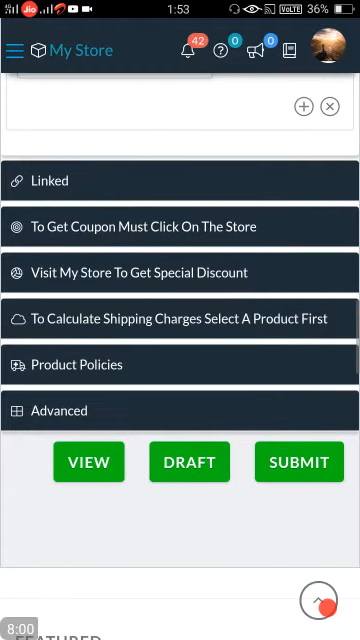 Jio 1:53 VoLTE 36%
My Store 42 0 0
Linked
To Get Coupon Must Click On The Store
Visit My Store To Get Special Discount
To Calculate Shipping Charges Select A Product First
Product Policies
Advanced
VIEW DRAFT SUBMIT
8:00
FEATURED